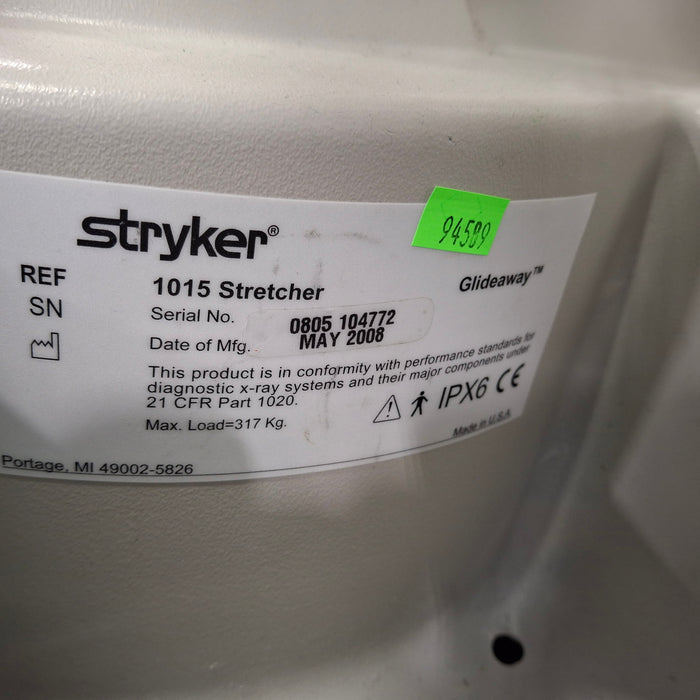 94589
stryker®
REF 1015 Stretcher Glideaway™
SN Serial No. 0805 104772
Date of Mfg. MAY 2008
This product is in conformity with performance standards for
diagnostic x-ray systems and their major components under
21 CFR Part 1020.
IPX6 CE
Max. Load=317 Kg.
Made in U.S.A.
Portage, MI 49002-5826